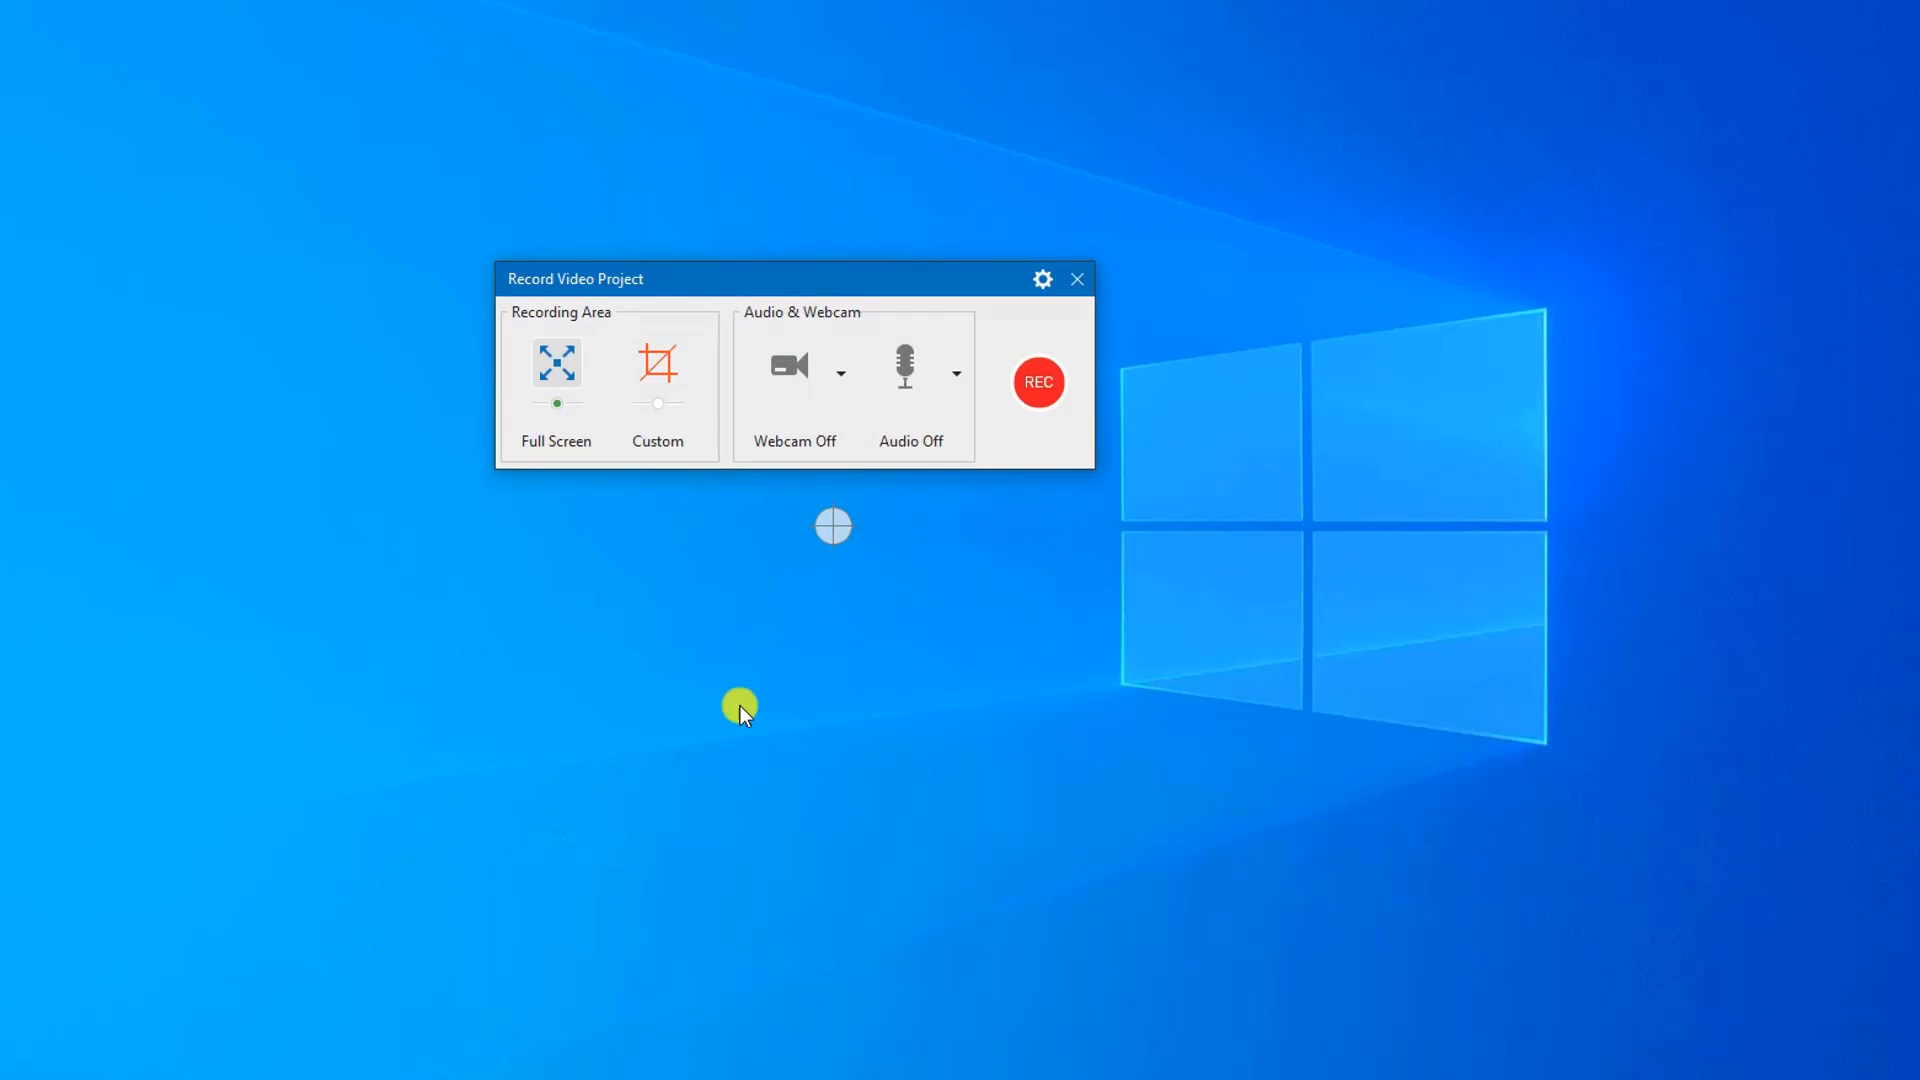 Record Video Project
Recording Area
Audio & Webcam
REC
Full Screen
Custom
Webcam Off
Audio Off